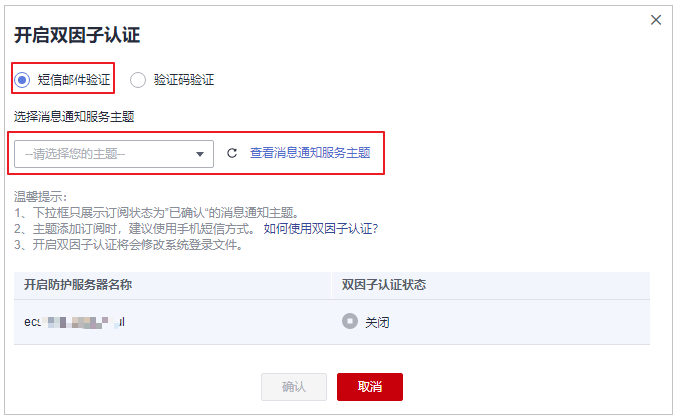 开启双因子认证
短信邮件验证 验证码验证
选择消息通知服务主题
--请选择您的主题-- 查看消息通知服务主题
温馨提示：
1、下拉框只展示订阅状态为"已确认"的消息通知主题。
2、主题添加订阅时，建议使用手机短信方式。 如何使用双因子认证？
3、开启双因子认证将会修改系统登录文件。
开启防护服务器名称 双因子认证状态
ecs 关闭
确认 取消